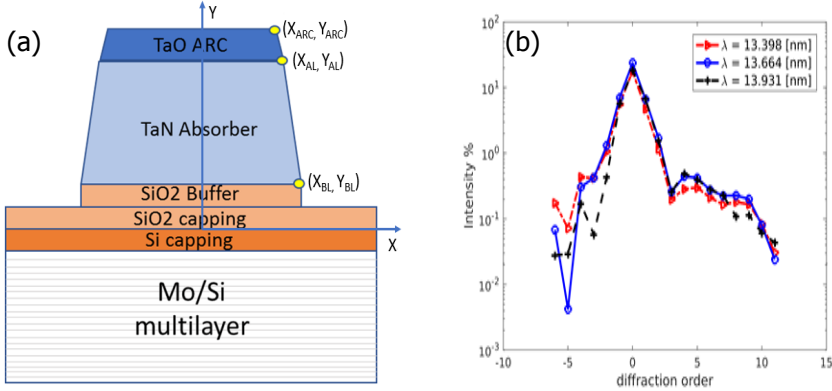 (a)
Y
(X_ARC, Y_ARC)
TaO ARC
(X_AL, Y_AL)
TaN Absorber
(X_BL, Y_BL)
SiO2 Buffer
SiO2 capping
Si capping
X
Mo/Si
multilayer
(b)
10^2
10^1
10^0
10^-1
10^-2
10^-3
Intensity %
λ = 13.398 [nm]
λ = 13.664 [nm]
λ = 13.931 [nm]
-10 -5 0 5 10 15
diffraction order